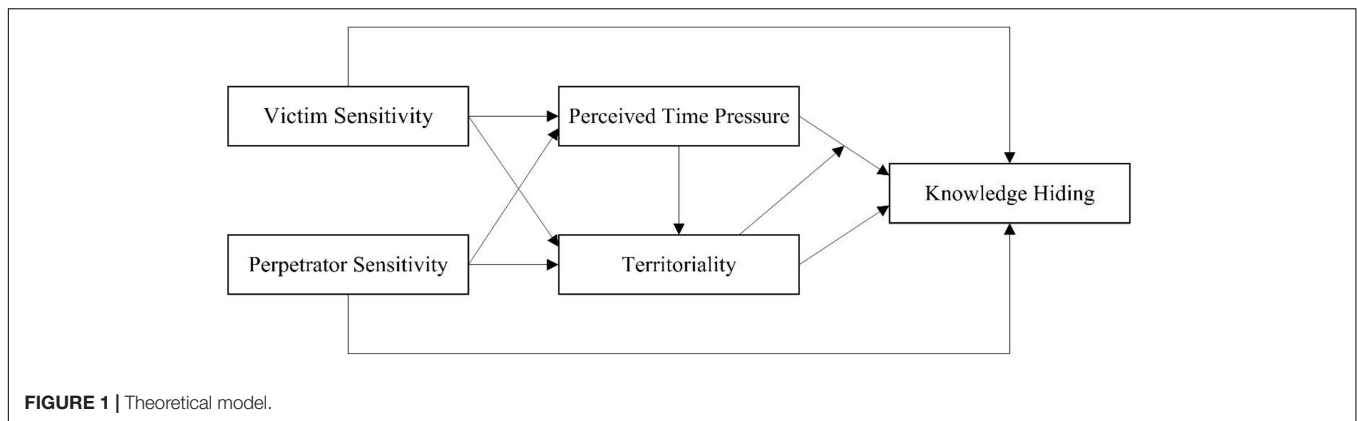 Victim Sensitivity
Perceived Time Pressure
Knowledge Hiding
Perpetrator Sensitivity
Territoriality
FIGURE 1 | Theoretical model.